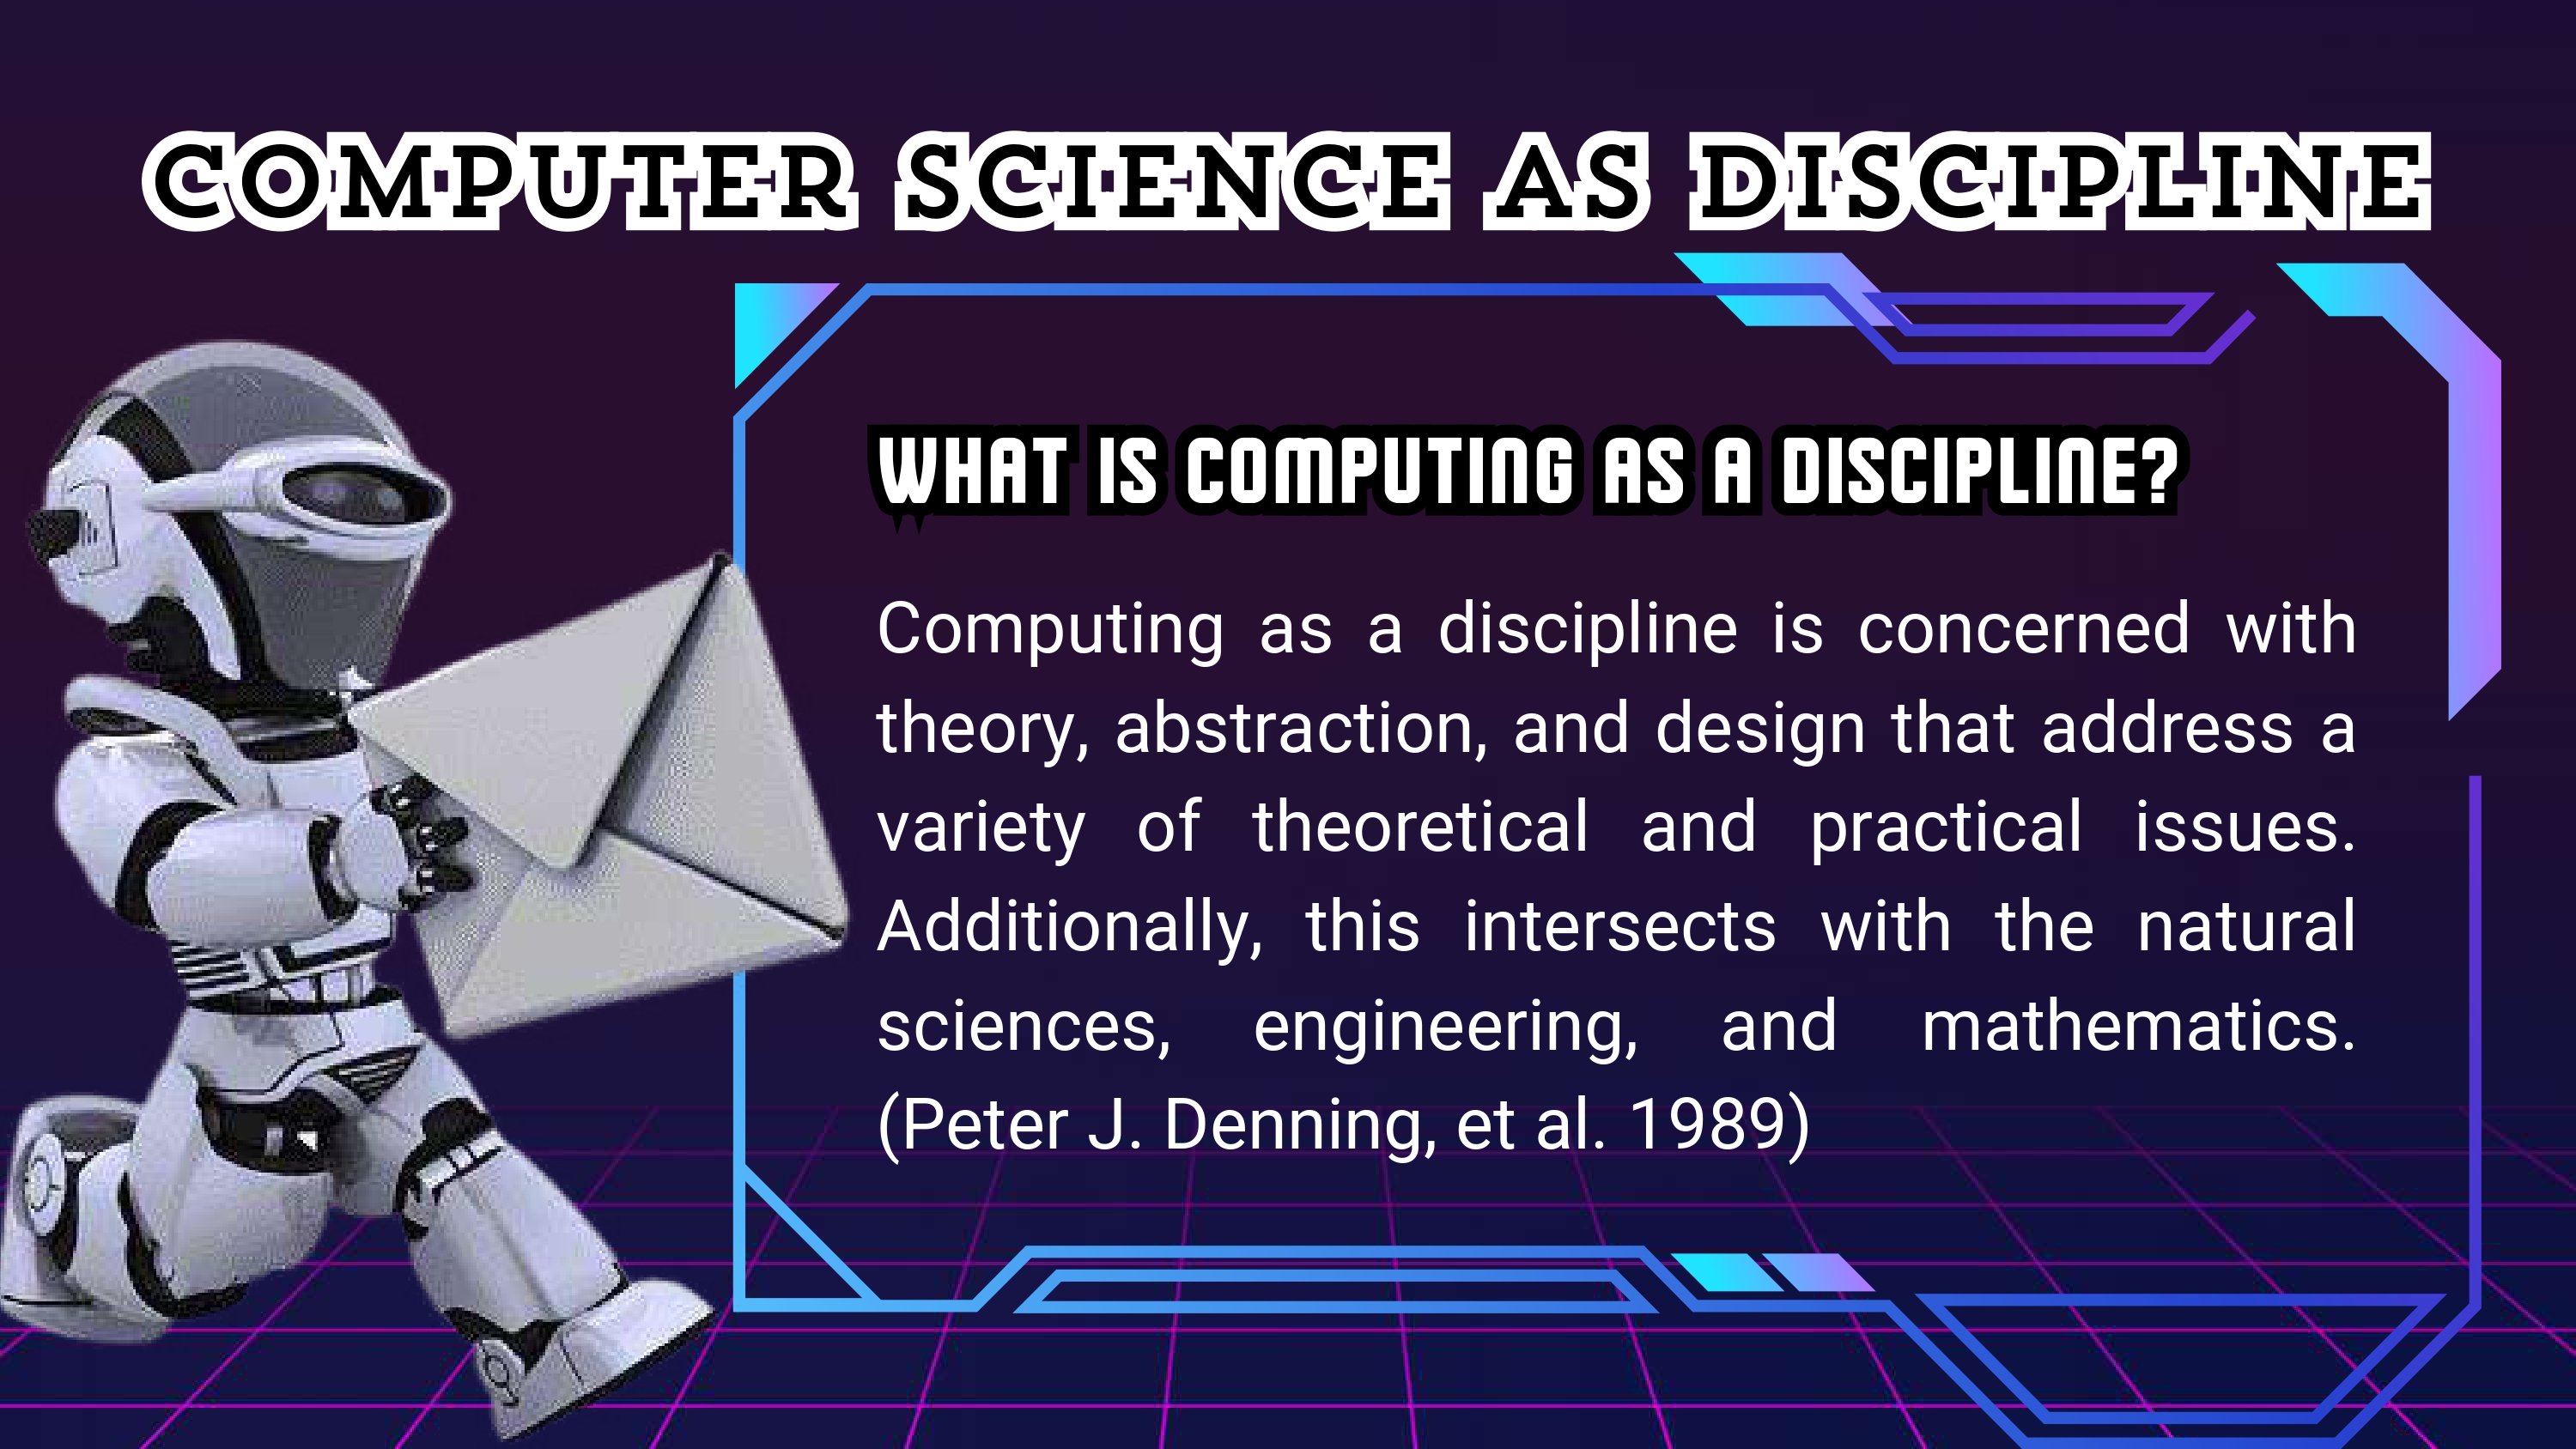 COMPUTER SCIENCE AS DISCIPLINE
WHAT IS COMPUTING AS A DISCIPLINE?
Computing as a discipline is concerned with
theory, abstraction, and design that address a
variety of theoretical and practical issues.
Additionally, this intersects with the natural
sciences, engineering, and mathematics.
(Peter J. Denning, et al. 1989)